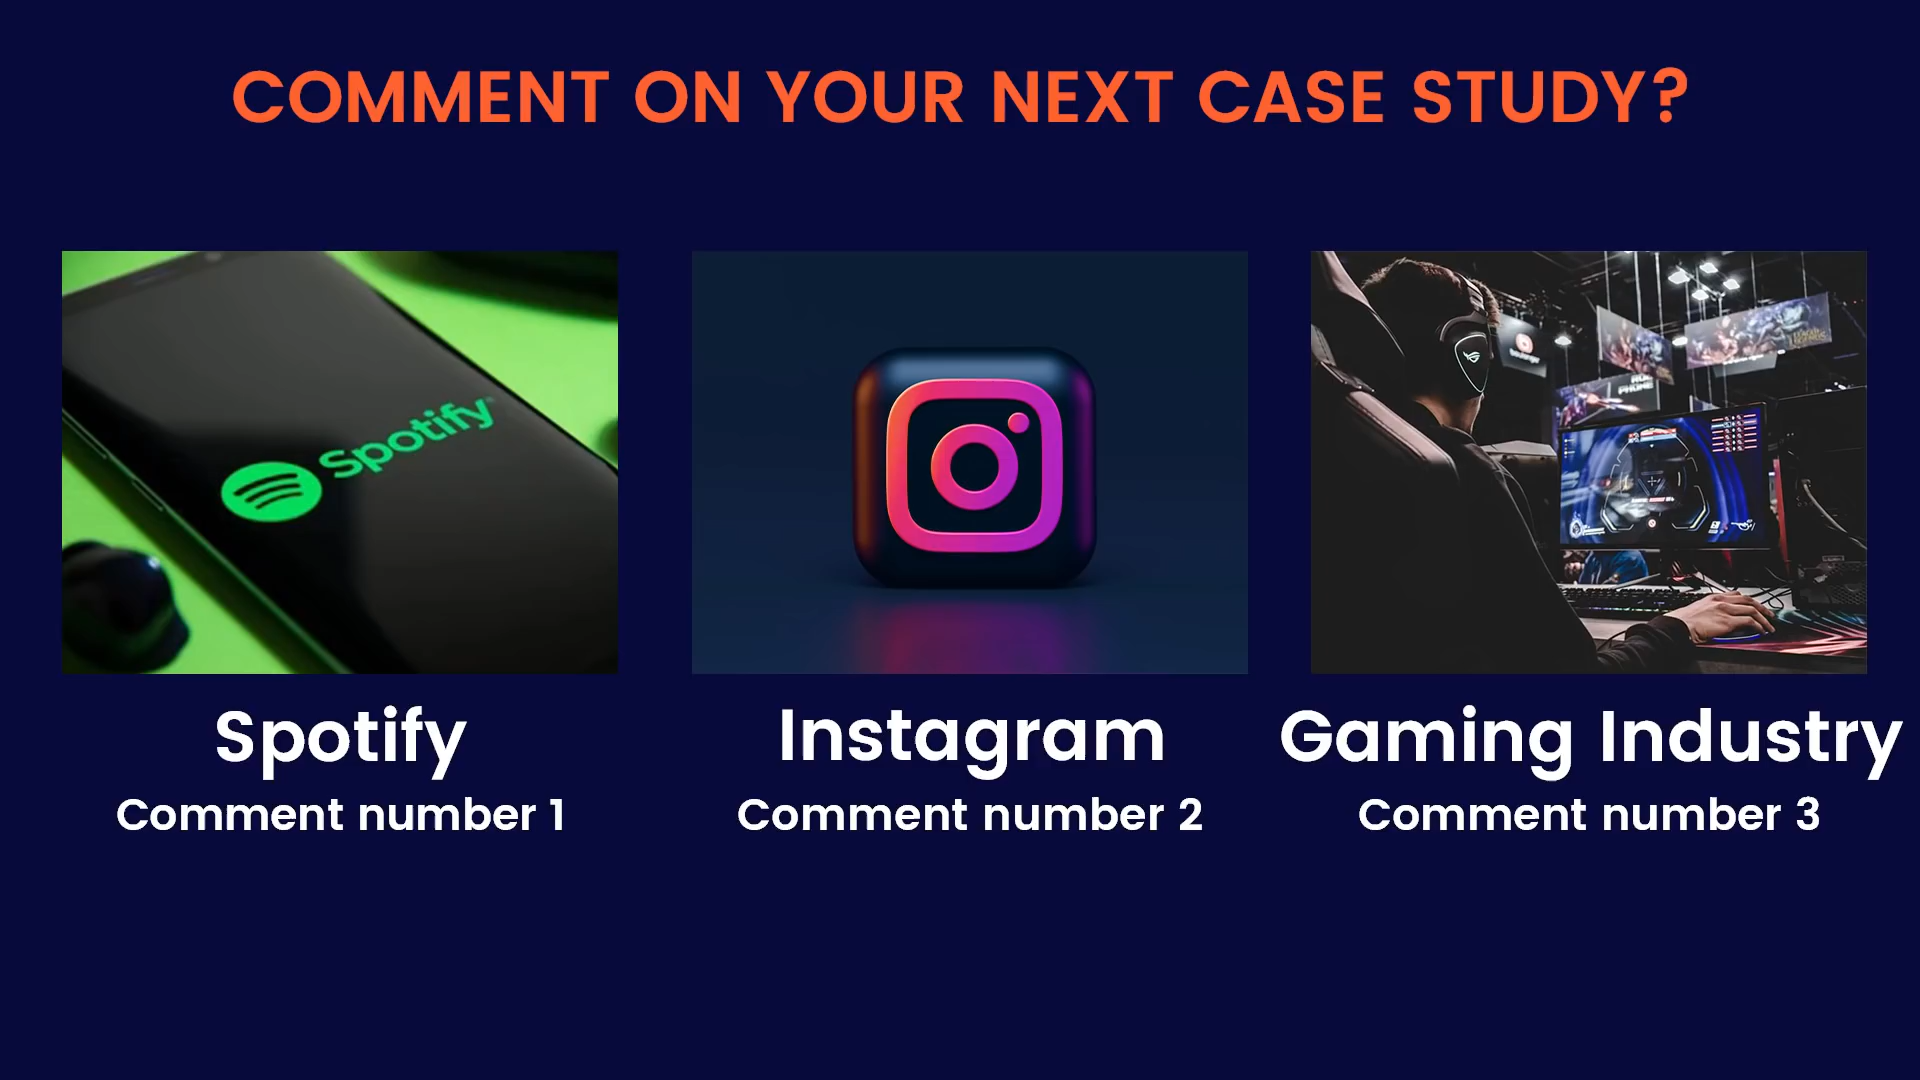 COMMENT ON YOUR NEXT CASE STUDY?
Spotify
Spotify
Instagram
Gaming Industry
Comment number 1
Comment number 2
Comment number 3